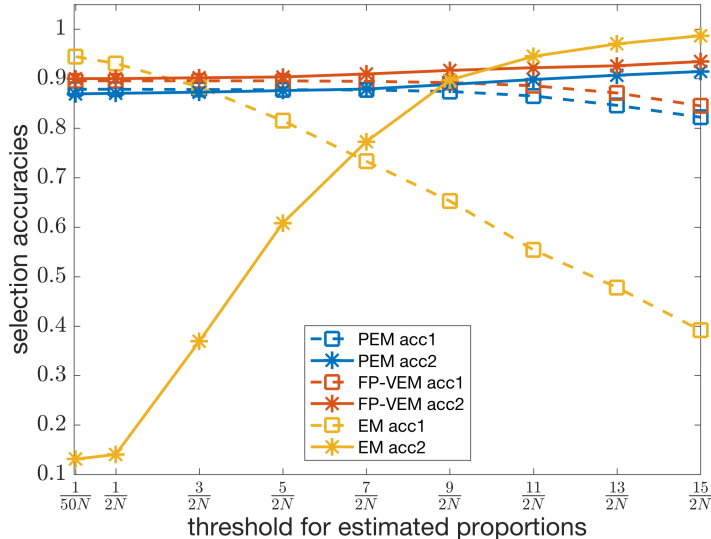 1
0.9
0.8
0.7
0.6
0.5
0.4
0.3
0.2
0.1
selection accuracies
PEM acc1
PEM acc2
FP-VEM acc1
FP-VEM acc2
EM acc1
EM acc2
1/50N 1/2N 3/2N 5/2N 7/2N 9/2N 11/2N 13/2N 15/2N
threshold for estimated proportions